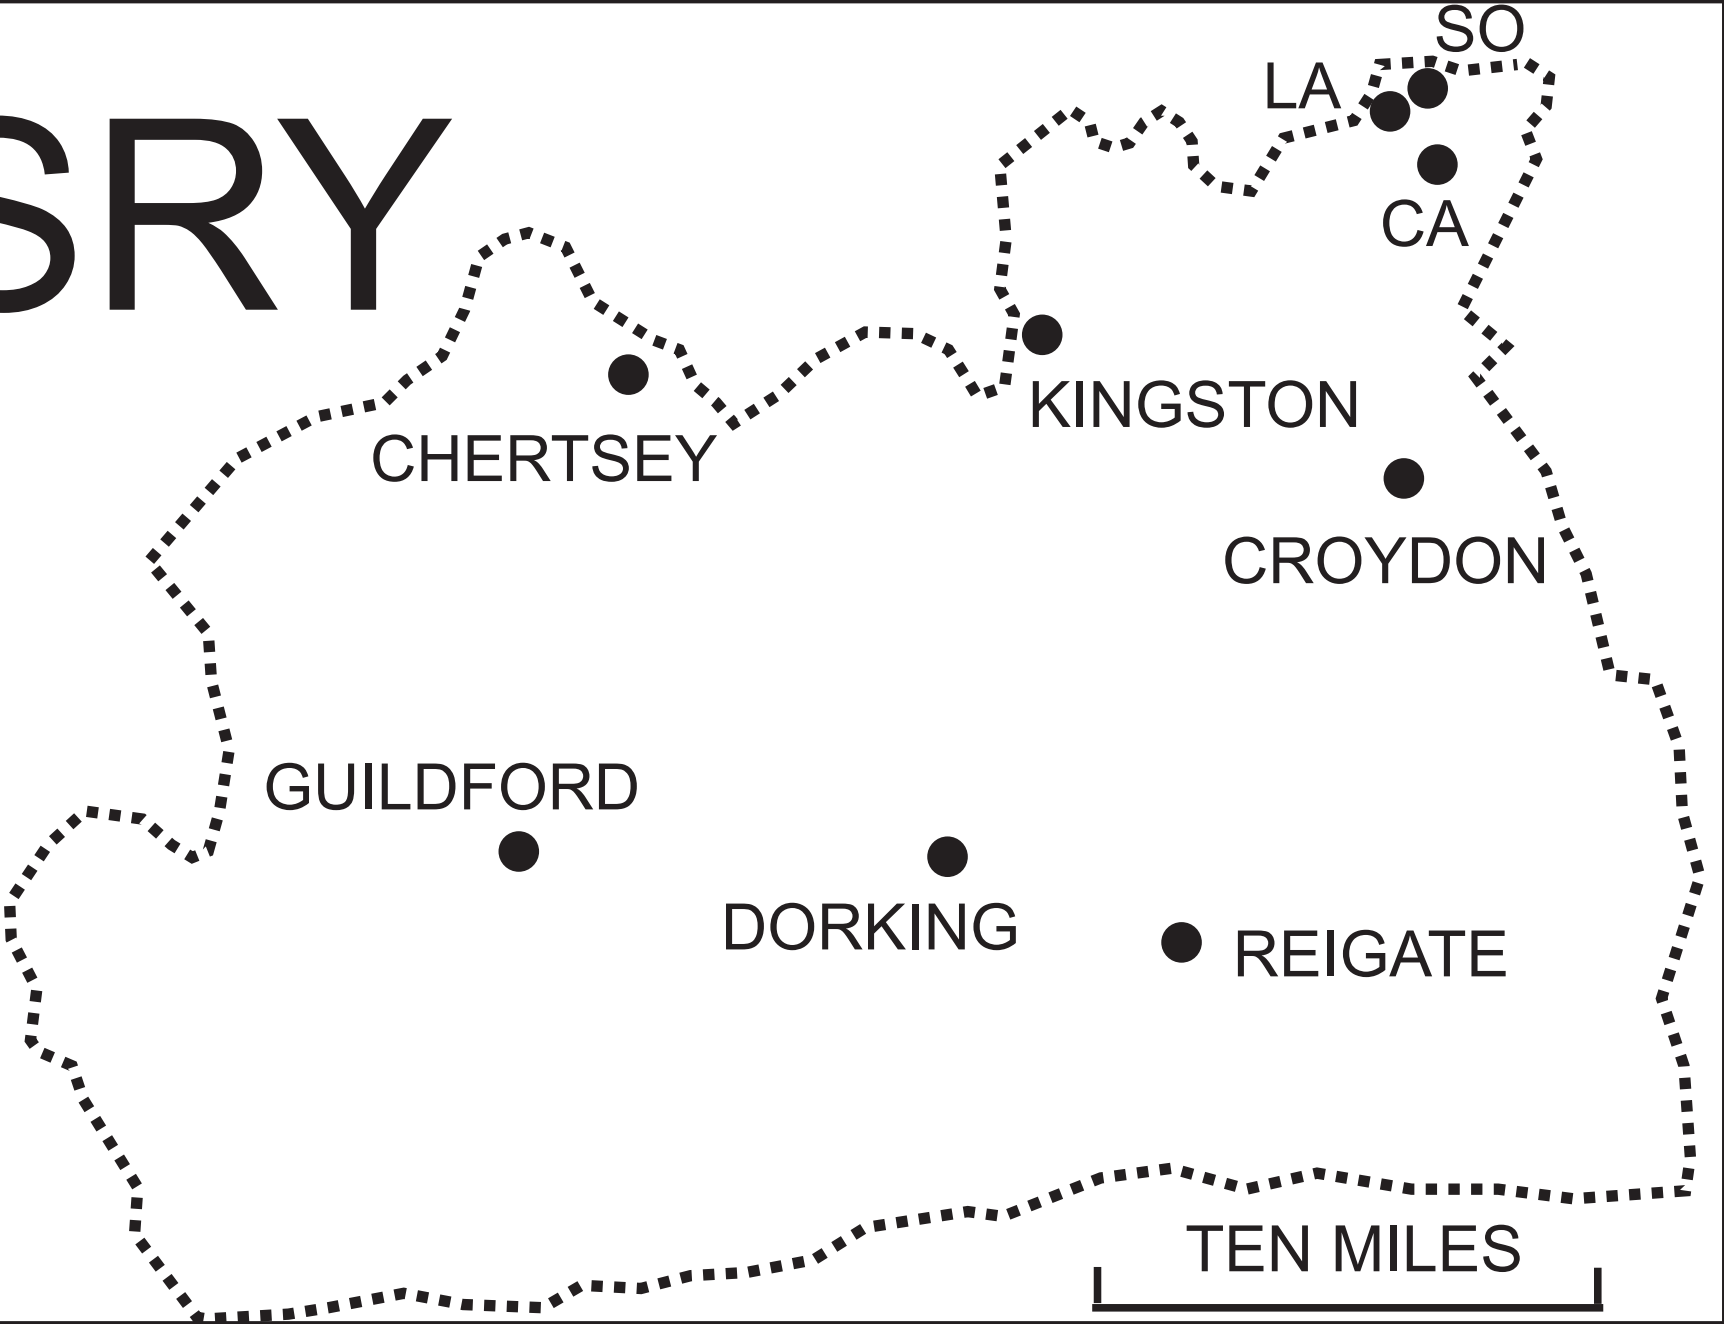 SO
LA
SRY
CA
KINGSTON
CHERTSEY
CROYDON
GUILDFORD
DORKING
REIGATE
TEN MILES